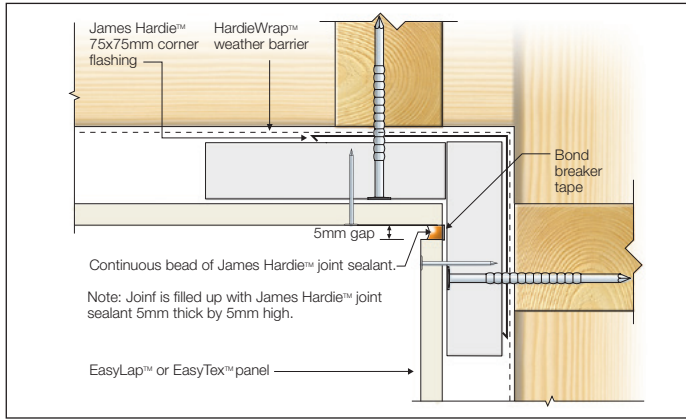 James Hardie™
75x75mm corner
flashing
HardieWrap™
weather barrier
Bond
breaker
tape
5mm gap
Continuous bead of James Hardie™ joint sealant.
Note: Joinf is filled up with James Hardie™ joint
sealant 5mm thick by 5mm high.
EasyLap™ or EasyTex™ panel